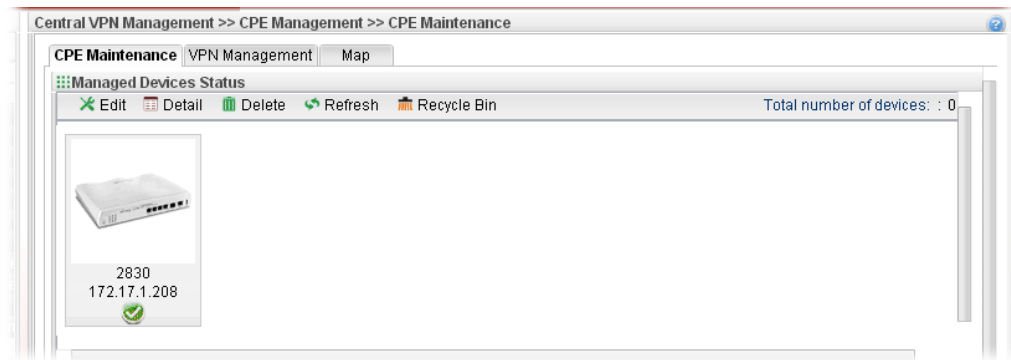 Central VPN Management >> CPE Management >> CPE Maintenance
CPE Maintenance VPN Management Map
Managed Devices Status
Edit Detail Delete Refresh Recycle Bin Total number of devices: : 0
2830
172.17.1.208